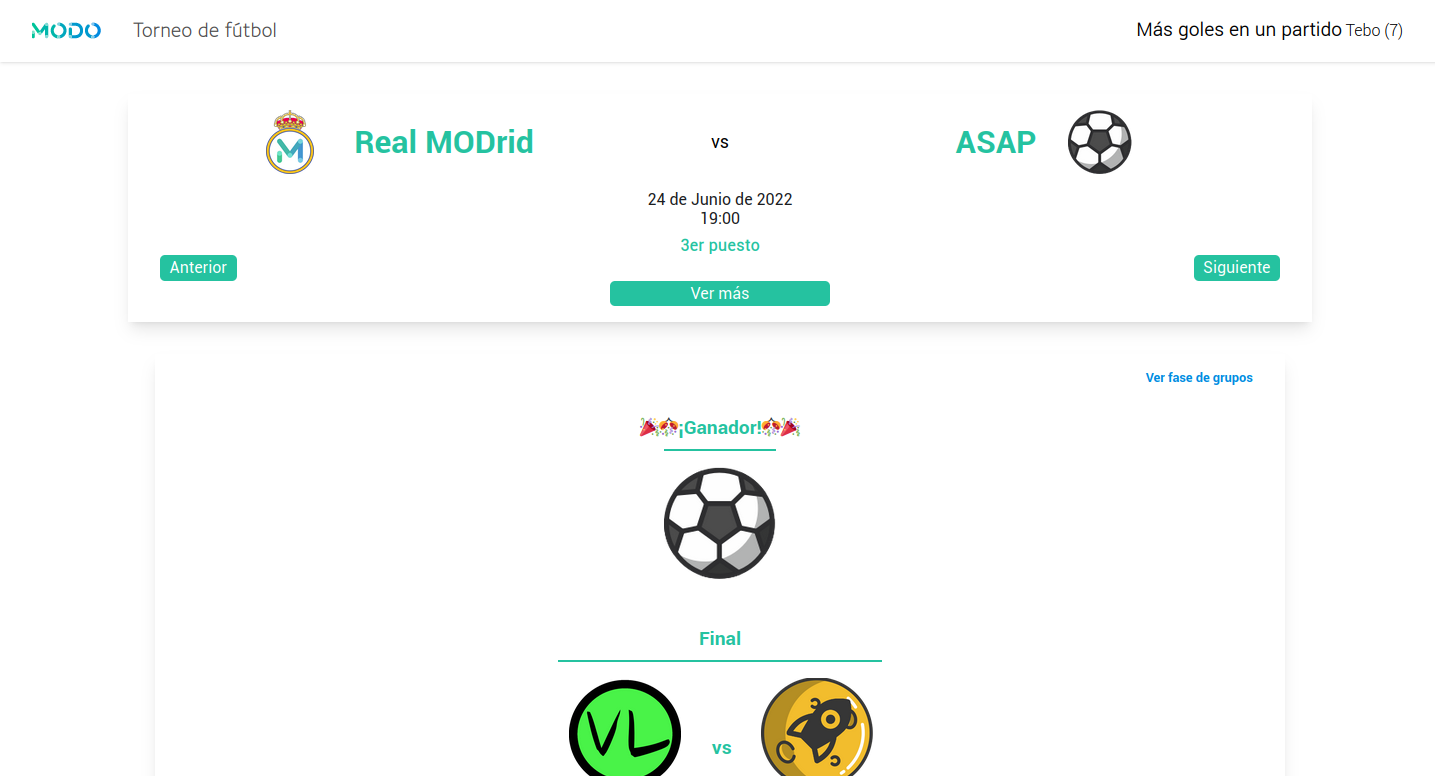 MODO Torneo de fútbol Más goles en un partido Tebo (7)
Real MODrid vs ASAP
24 de Junio de 2022
19:00
3er puesto
Anterior Siguiente
Ver más
Ver fase de grupos
🎉🎊¡Ganador!🎊🎉
Final
VL vs